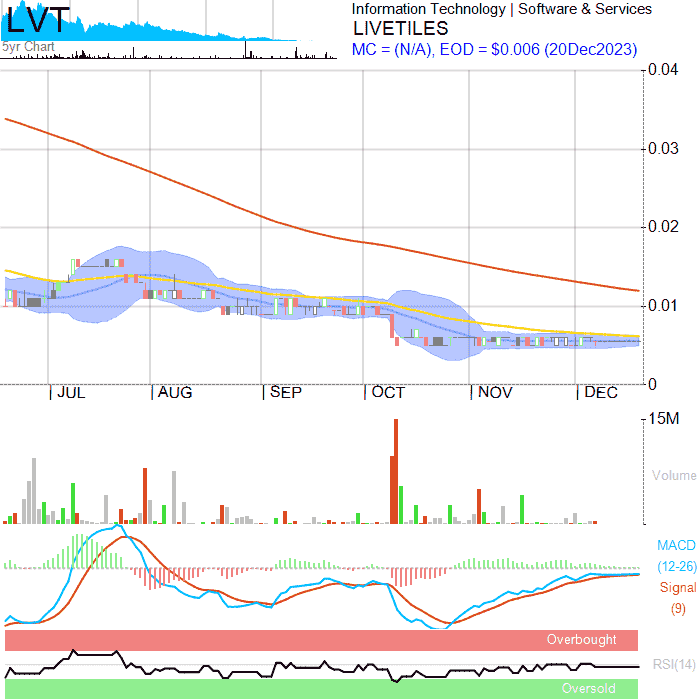 LVT
5yr Chart
Information Technology | Software & Services
LIVETILES
MC = (N/A), EOD = $0.006 (20Dec2023)
0.04
0.03
0.02
0.01
0
JUL AUG SEP OCT NOV DEC
15M
Volume
MACD
(12-26)
Signal
(9)
Overbought
RSI(14)
Oversold